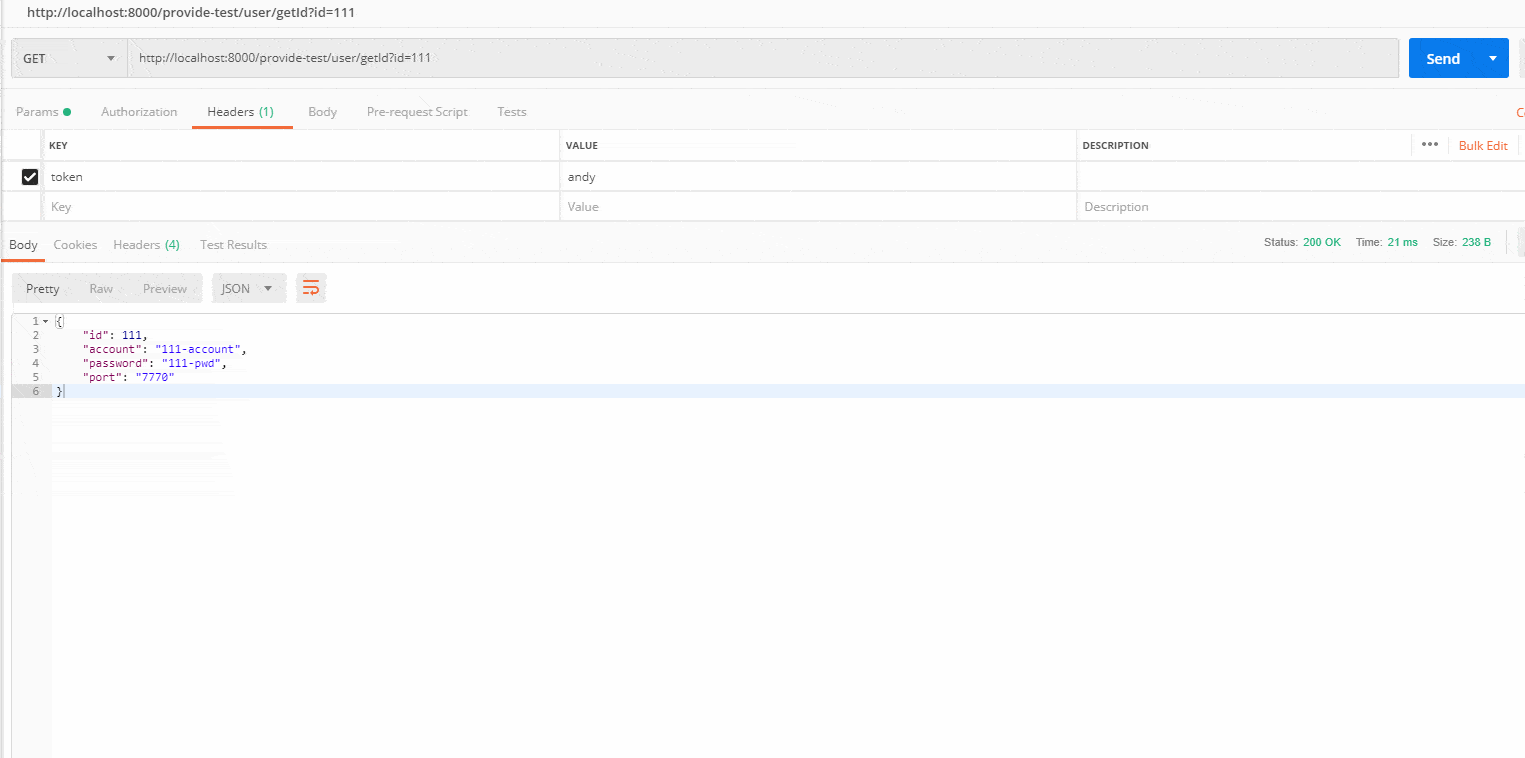 http://localhost:8000/provide-test/user/getId?id=111
GET http://localhost:8000/provide-test/user/getId?id=111 Send
Params Authorization Headers (1) Body Pre-request Script Tests
KEY VALUE DESCRIPTION ••• Bulk Edit
token andy
Key Value Description
Body Cookies Headers (4) Test Results Status: 200 OK Time: 21 ms Size: 238 B
Pretty Raw Preview JSON
1 {
2 "id": 111,
3 "account": "111-account",
4 "password": "111-pwd",
5 "port": "7770"
6 }